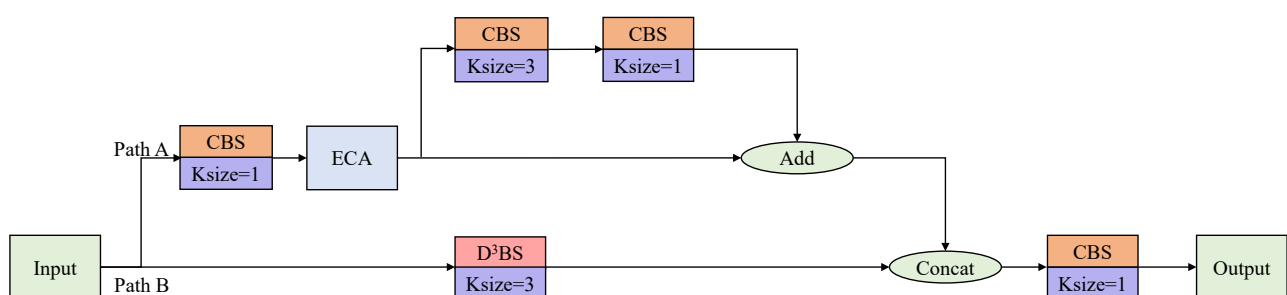 CBS
Ksize=3
CBS
Ksize=1
Path A
CBS
Ksize=1
ECA
Add
Input
Path B
D³BS
Ksize=3
Concat
CBS
Ksize=1
Output